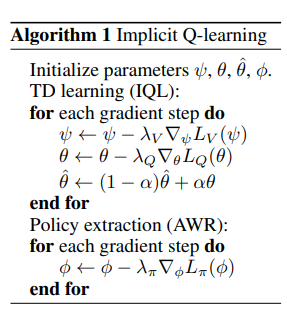 Algorithm 1 Implicit Q-learning
Initialize parameters ψ, θ, θ̂, ϕ.
TD learning (IQL):
for each gradient step do
ψ ← ψ − λ_V ∇_ψ L_V(ψ)
θ ← θ − λ_Q ∇_θ L_Q(θ)
θ̂ ← (1 − α)θ̂ + αθ
end for
Policy extraction (AWR):
for each gradient step do
ϕ ← ϕ − λ_π ∇_ϕ L_π(ϕ)
end for